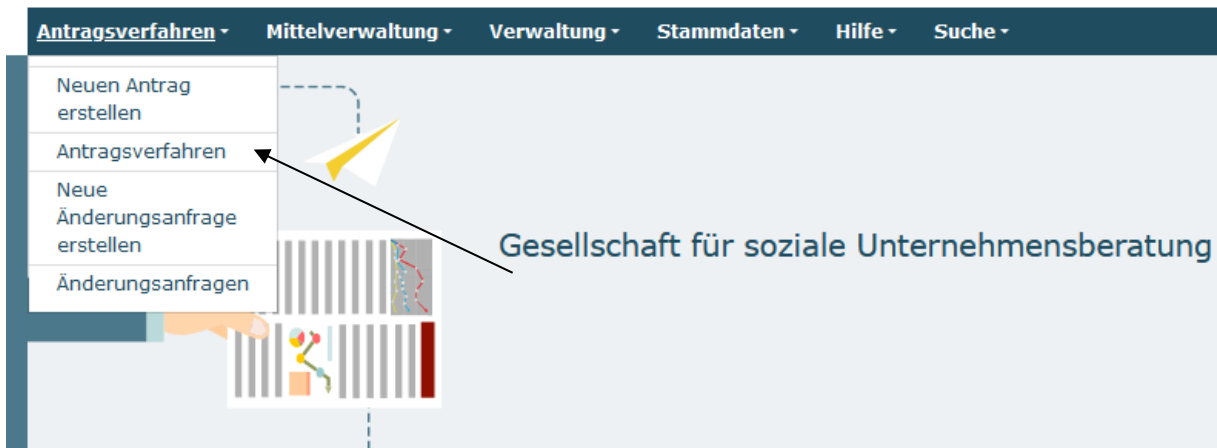 Antragsverfahren Mittelverwaltung Verwaltung Stammdaten Hilfe Suche
Neuen Antrag
erstellen
Antragsverfahren
Neue
Änderungsanfrage
erstellen
Änderungsanfragen
Gesellschaft für soziale Unternehmensberatung